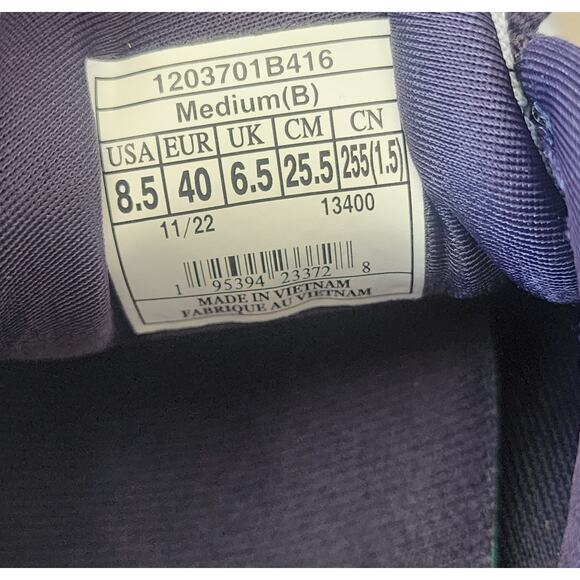 1203701B416
Medium(B)
USA EUR UK CM CN
8.5 40 6.5 25.5 255(1.5)
11/22 13400
1 95394 23372 8
MADE IN VIETNAM
FABRIQUE AU VIETNAM